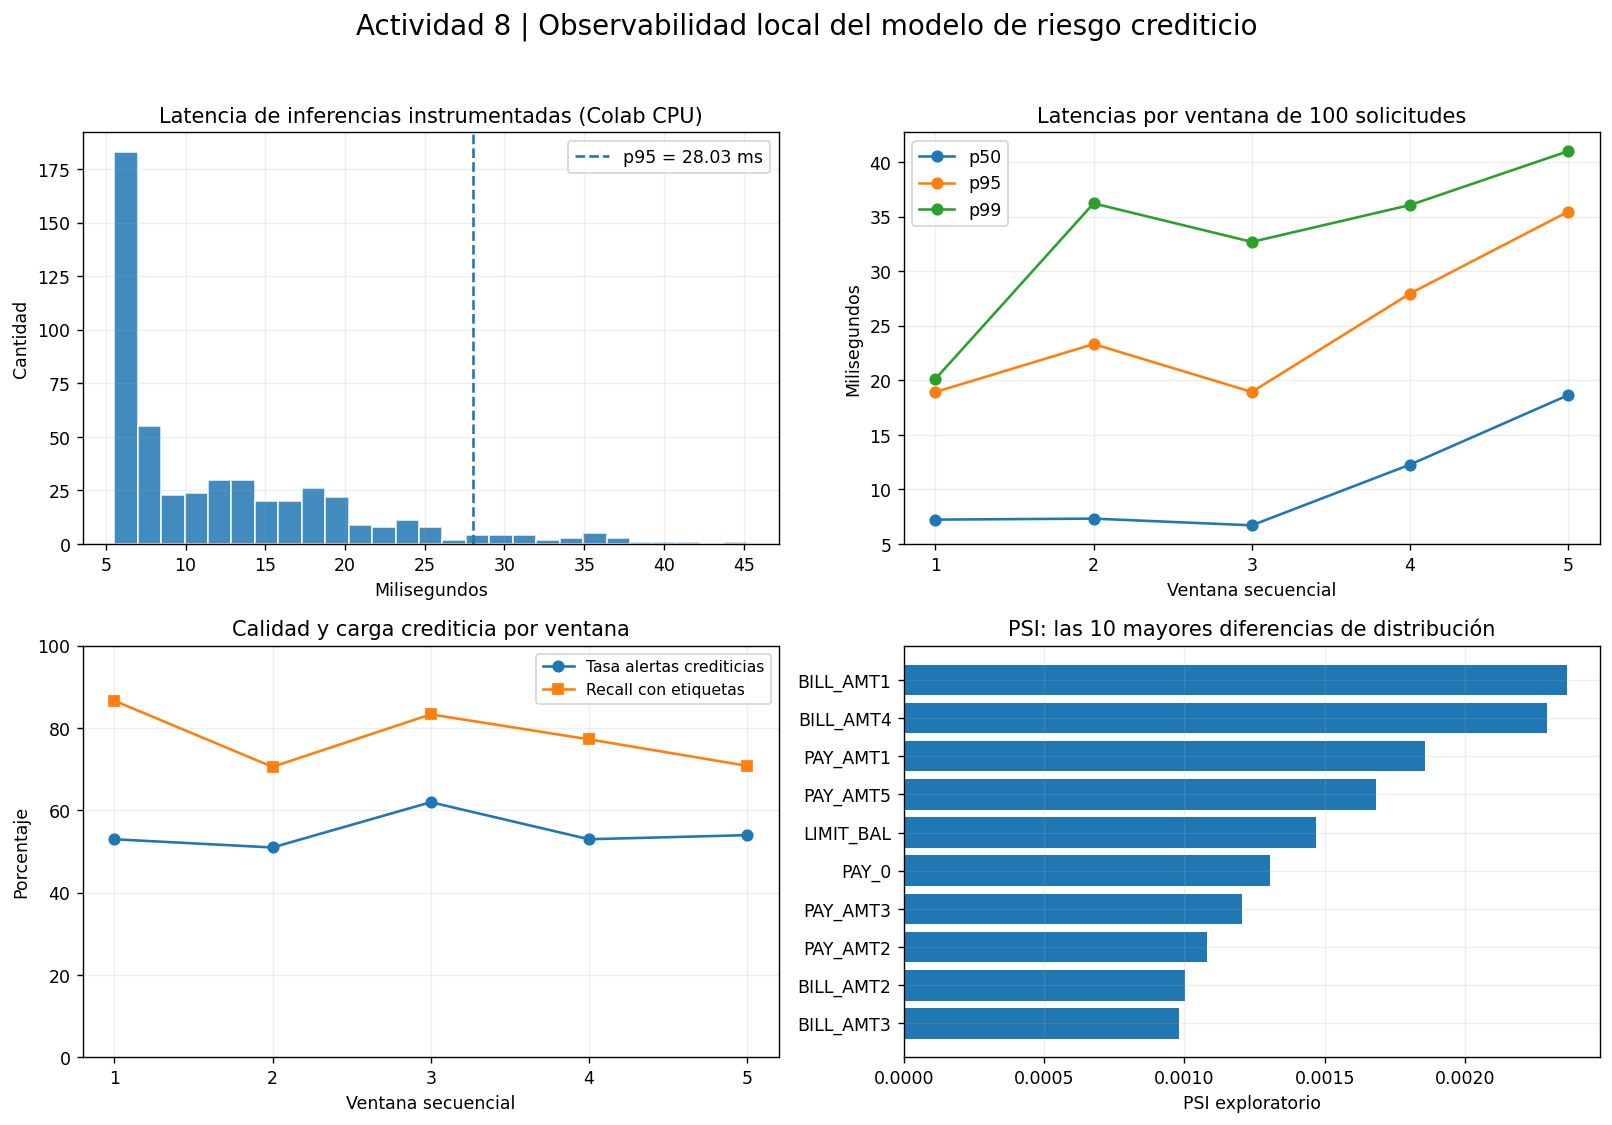 Actividad 8 | Observabilidad local del modelo de riesgo crediticio
Latencia de inferencias instrumentadas (Colab CPU)
p95 = 28.03 ms
Cantidad
175
150
125
100
75
50
25
0
5
10
15
20
25
30
35
40
45
Milisegundos
Latencias por ventana de 100 solicitudes
p50
p95
p99
Milisegundos
40
35
30
25
20
15
10
5
1
2
3
4
5
Ventana secuencial
Calidad y carga crediticia por ventana
Tasa alertas crediticias
Recall con etiquetas
Porcentaje
100
80
60
40
20
0
1
2
3
4
5
Ventana secuencial
PSI: las 10 mayores diferencias de distribución
BILL_AMT1
BILL_AMT4
PAY_AMT1
PAY_AMT5
LIMIT_BAL
PAY_0
PAY_AMT3
PAY_AMT2
BILL_AMT2
BILL_AMT3
0.0000
0.0005
0.0010
0.0015
0.0020
PSI exploratorio